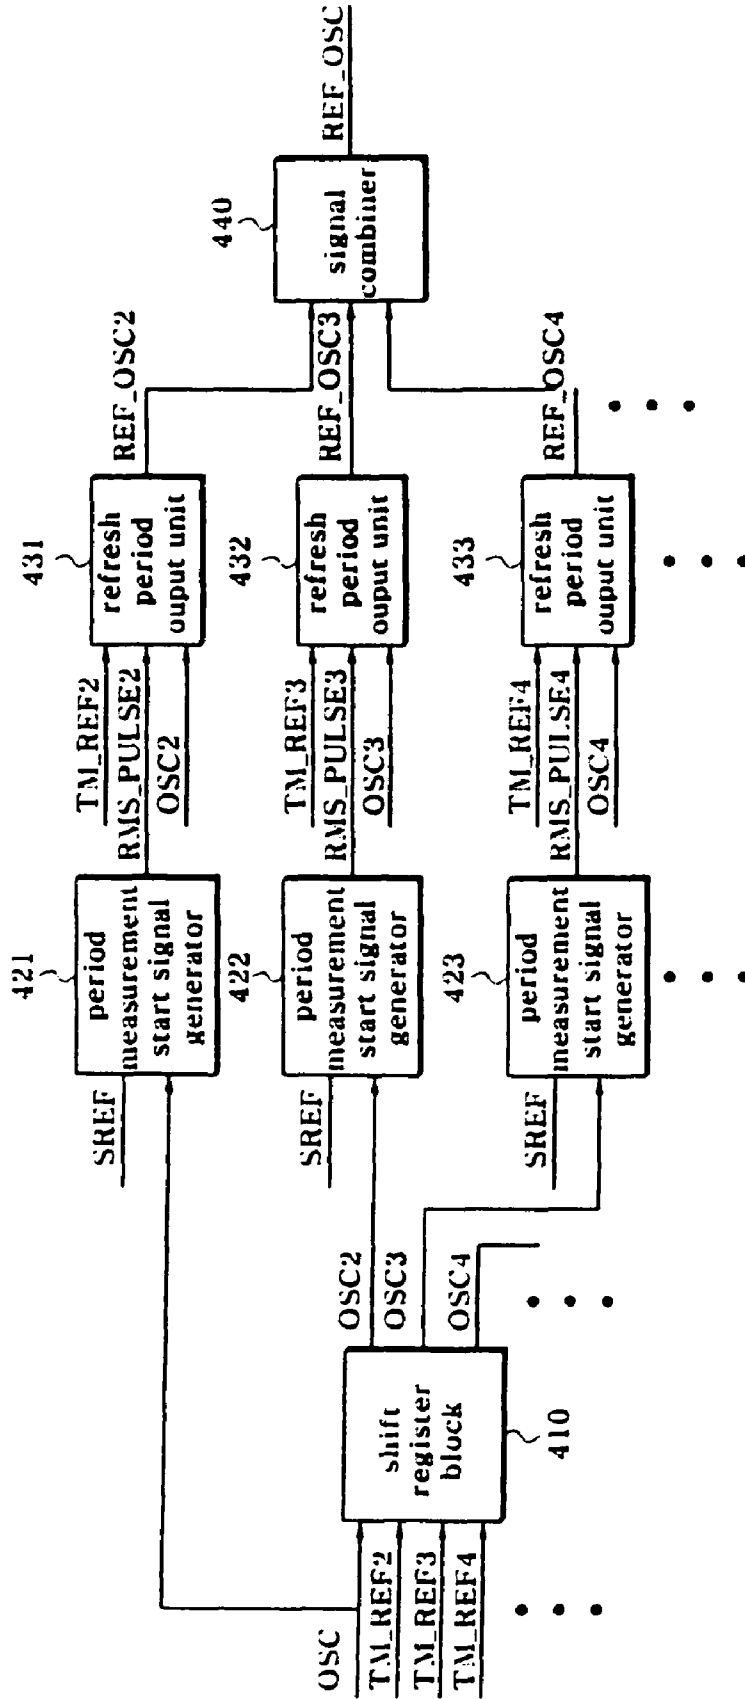 OSC
TM_REF2
TM_REF3
TM_REF4
shift
register
block
410
OSC2
OSC3
OSC4
SREF
421
period
measurement
start signal
generator
SREF
422
period
measurement
start signal
generator
SREF
423
period
measurement
start signal
generator
TM_REF2
RMS_PULSE2
OSC2
TM_REF3
RMS_PULSE3
OSC3
TM_REF4
RMS_PULSE4
OSC4
431
refresh
period
ouput unit
432
refresh
period
ouput unit
433
refresh
period
ouput unit
REF_OSC2
REF_OSC3
REF_OSC4
440
signal
combiner
REF_OSC